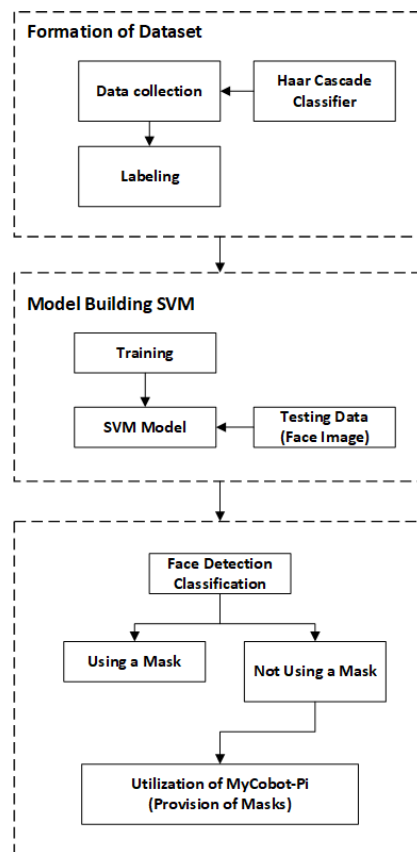 Formation of Dataset
Data collection
Haar Cascade
Classifier
Labeling
Model Building SVM
Training
SVM Model
Testing Data
(Face Image)
Face Detection
Classification
Using a Mask
Not Using a Mask
Utilization of MyCobot-Pi
(Provision of Masks)